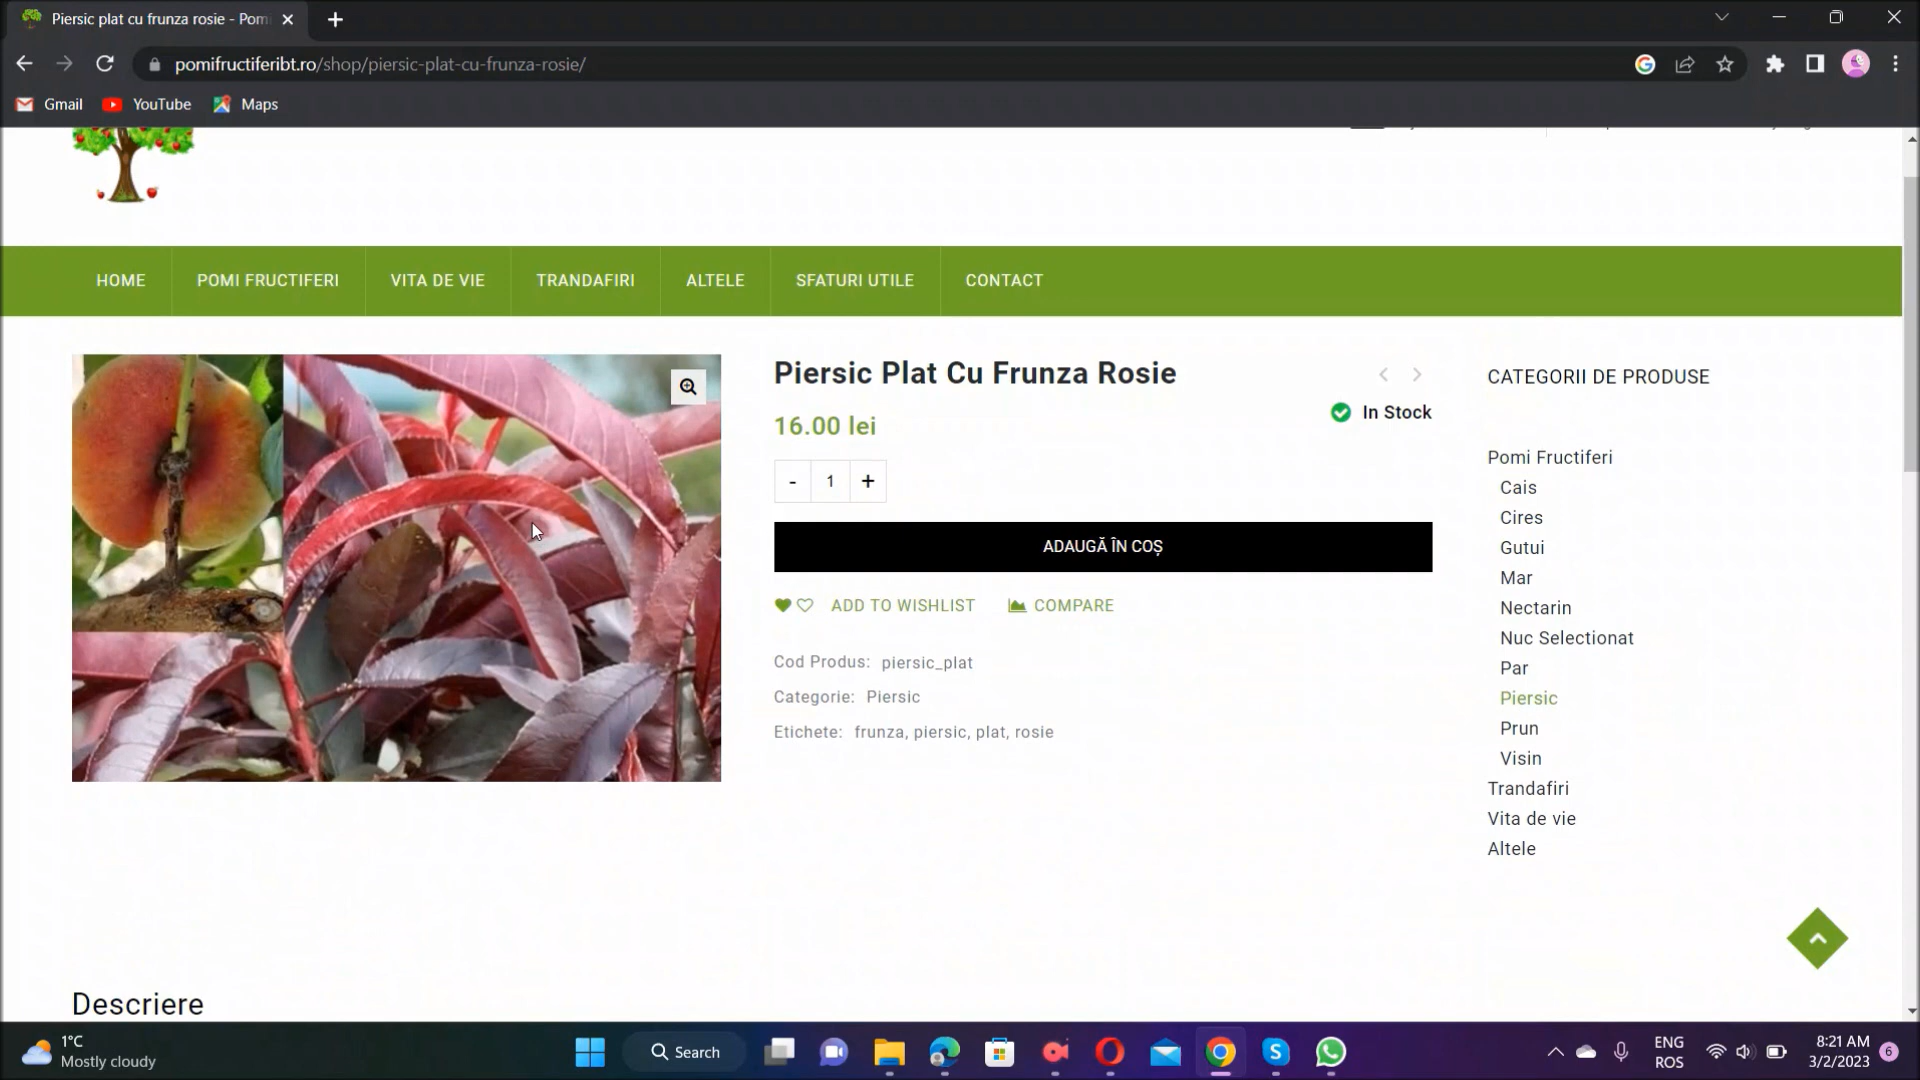 Piersic plat cu frunza rosie - Pom
pomifructiferibt.ro/shop/piersic-plat-cu-frunza-rosie/
Gmail YouTube Maps
HOME POMI FRUCTIFERI VITA DE VIE TRANDAFIRI ALTELE SFATURI UTILE CONTACT
Piersic Plat Cu Frunza Rosie
16.00 lei
In Stock
- 1 +
ADAUGĂ ÎN COȘ
ADD TO WISHLIST COMPARE
Cod Produs: piersic_plat
Categorie: Piersic
Etichete: frunza, piersic, plat, rosie
CATEGORII DE PRODUSE
Pomi Fructiferi
Cais
Cires
Gutui
Mar
Nectarin
Nuc Selectionat
Par
Piersic
Prun
Visin
Trandafiri
Vita de vie
Altele
Descriere
1°C
Mostly cloudy
Search
ENG
ROS
8:21 AM
3/2/2023
6